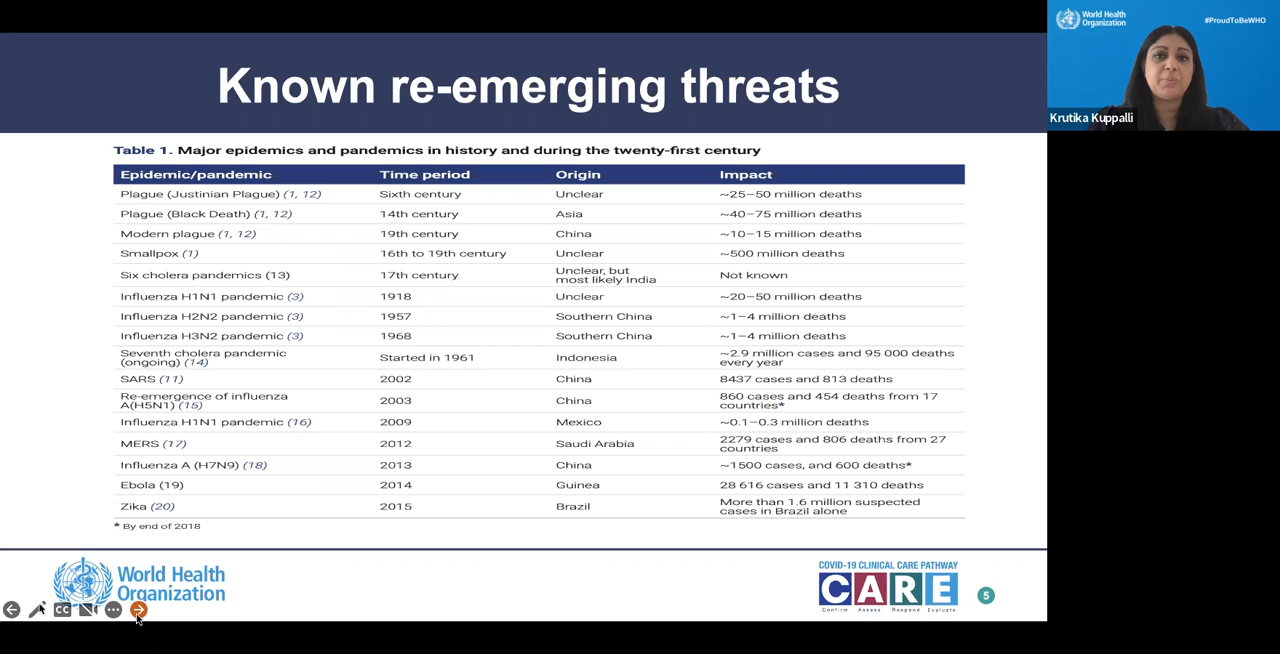 World Health
Organization
#ProudToBeWHO
Krutika Kuppalli
Known re-emerging threats
Table 1. Major epidemics and pandemics in history and during the twenty-first century
Epidemic/pandemic Time period Origin Impact
Plague (Justinian Plague) (1, 12) Sixth century Unclear ~25–50 million deaths
Plague (Black Death) (1, 12) 14th century Asia ~40–75 million deaths
Modern plague (1, 12) 19th century China ~10–15 million deaths
Smallpox (1) 16th to 19th century Unclear ~500 million deaths
Six cholera pandemics (13) 17th century Unclear, but
most likely India Not known
Influenza H1N1 pandemic (3) 1918 Unclear ~20–50 million deaths
Influenza H2N2 pandemic (3) 1957 Southern China ~1–4 million deaths
Influenza H3N2 pandemic (3) 1968 Southern China ~1–4 million deaths
Seventh cholera pandemic
(ongoing) (14) Started in 1961 Indonesia ~2.9 million cases and 95 000 deaths
every year
SARS (11) 2002 China 8437 cases and 813 deaths
Re-emergence of influenza
A(H5N1) (15) 2003 China 860 cases and 454 deaths from 17
countries*
Influenza H1N1 pandemic (16) 2009 Mexico ~0.1–0.3 million deaths
MERS (17) 2012 Saudi Arabia 2279 cases and 806 deaths from 27
countries
Influenza A (H7N9) (18) 2013 China ~1500 cases, and 600 deaths*
Ebola (19) 2014 Guinea 28 616 cases and 11 310 deaths
Zika (20) 2015 Brazil More than 1.6 million suspected
cases in Brazil alone
* By end of 2018
World Health
Organization
CC
COVID-19 CLINICAL CARE PATHWAY
CARE
Confirm Assess Respond Evaluate
5